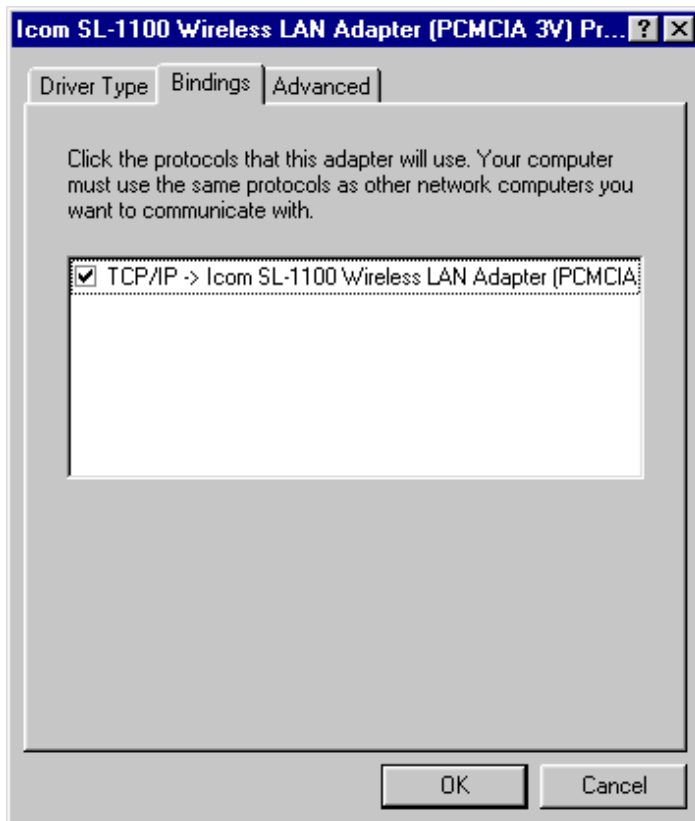 Icom SL-1100 Wireless LAN Adapter (PCMCIA 3V) Pr...
Driver Type Bindings Advanced
Click the protocols that this adapter will use. Your computer
must use the same protocols as other network computers you
want to communicate with.
TCP/IP -> Icom SL-1100 Wireless LAN Adapter (PCMCIA
OK Cancel